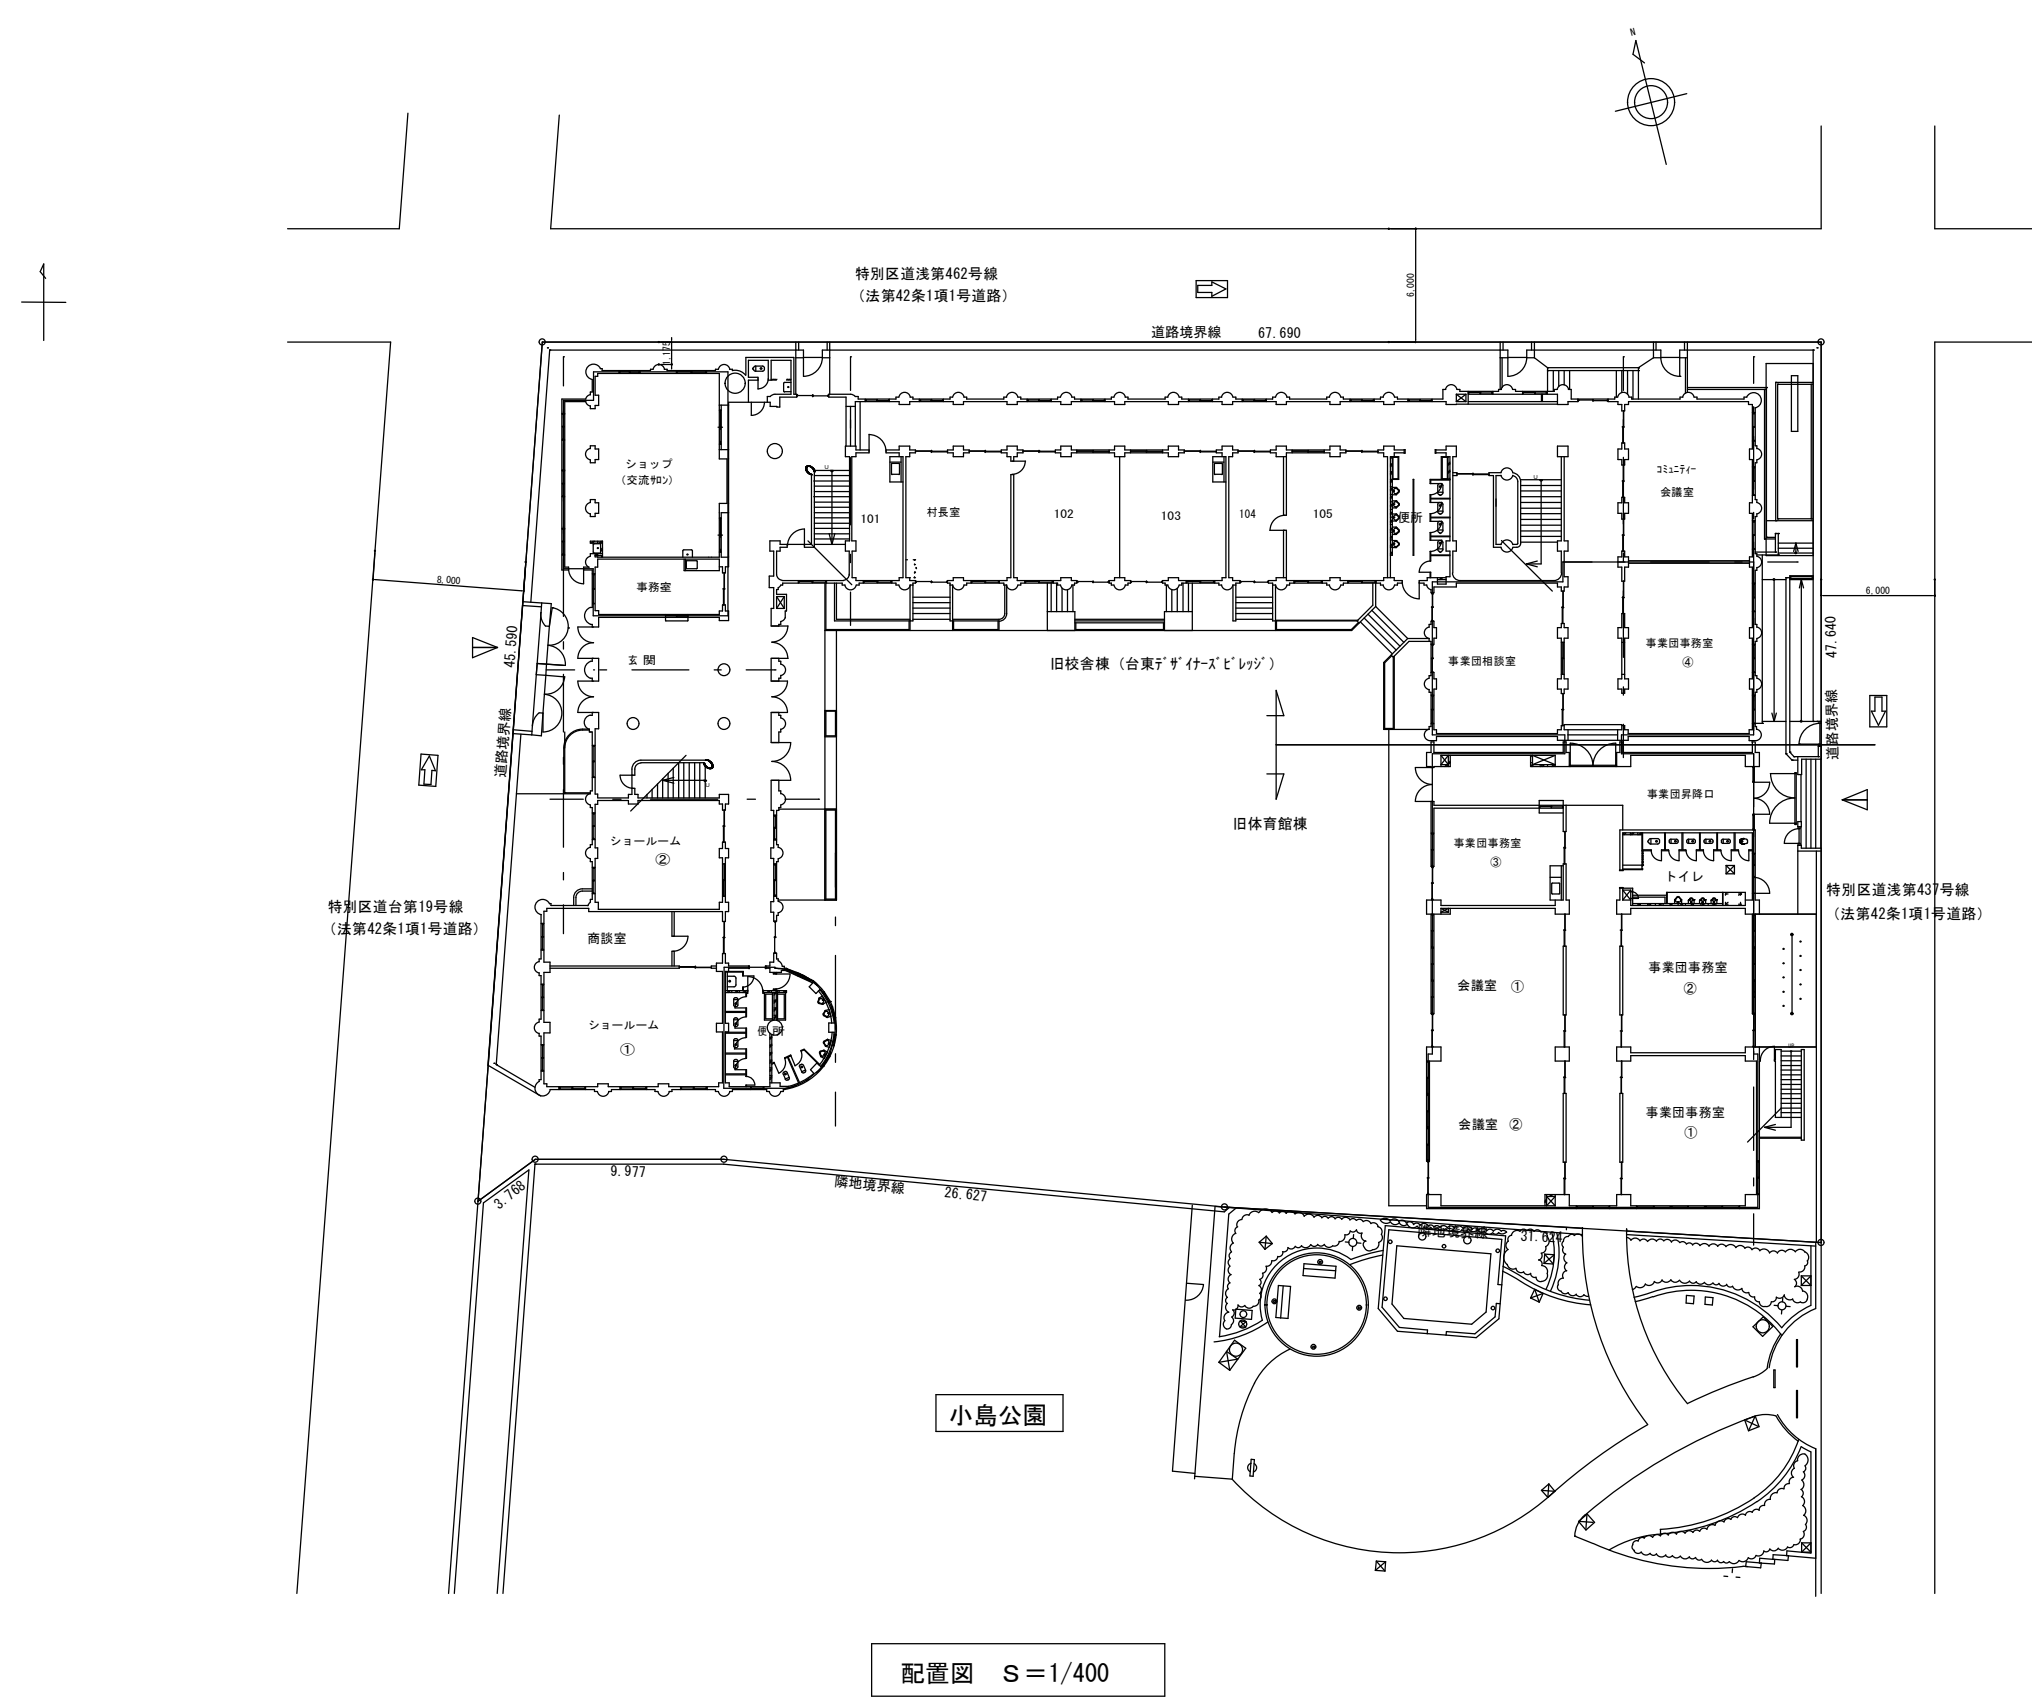 N
特別区道浅第462号線
(法第42条1項1号道路)
6.000
道路境界線 67.690
1.175
ショップ
(交流ｻﾛﾝ)
101
村長室
102
103
104
105
便所
コミュニティー
会議室
事務室
8.000
6.000
45.590
道路境界線
玄関
旧校舎棟(台東ﾃﾞｻﾞｲﾅｰｽﾞﾋﾞﾚｯｼﾞ)
事業団相談室
事業団事務室
④
47.640
道路境界線
事業団昇降口
旧体育館棟
ショールーム
②
事業団事務室
③
トイレ
特別区道台第19号線
(法第42条1項1号道路)
特別区道浅第437号線
(法第42条1項1号道路)
商談室
会議室 ①
事業団事務室
②
ショールーム
①
便所
会議室 ②
事業団事務室
①
9.977
3.768
隣地境界線 26.627
隣地境界線 31.624
小島公園
配置図 S=1/400